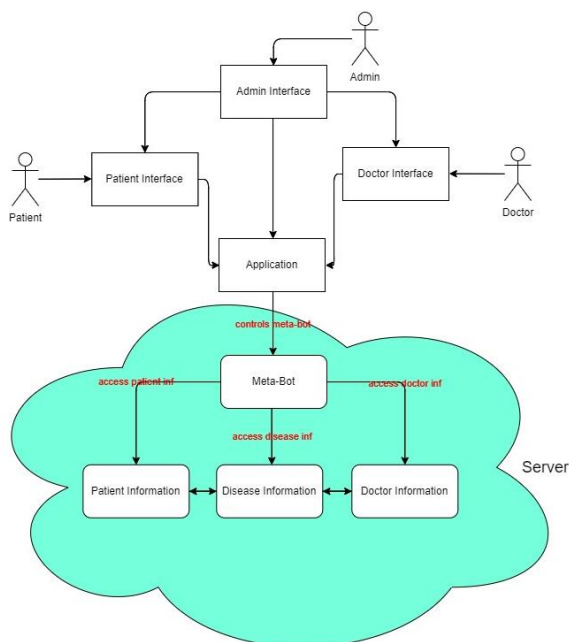 Admin
Admin Interface
Patient Interface
Doctor Interface
Patient
Doctor
Application
controls meta-bot
Meta-Bot
access patient inf
access doctor inf
access disease inf
Server
Patient Information
Disease Information
Doctor Information